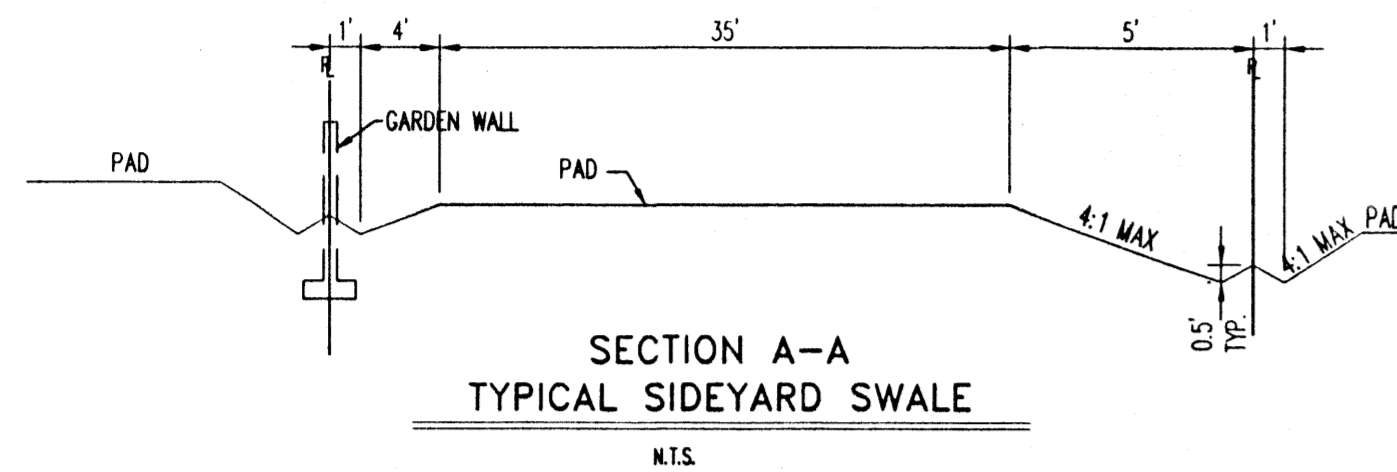 1' 4' 35' 5' 1'
PL PL
GARDEN WALL
PAD PAD 4:1 MAX 4:1 MAX PAD
0.5'
TYP.
SECTION A-A
TYPICAL SIDEYARD SWALE
N.T.S.